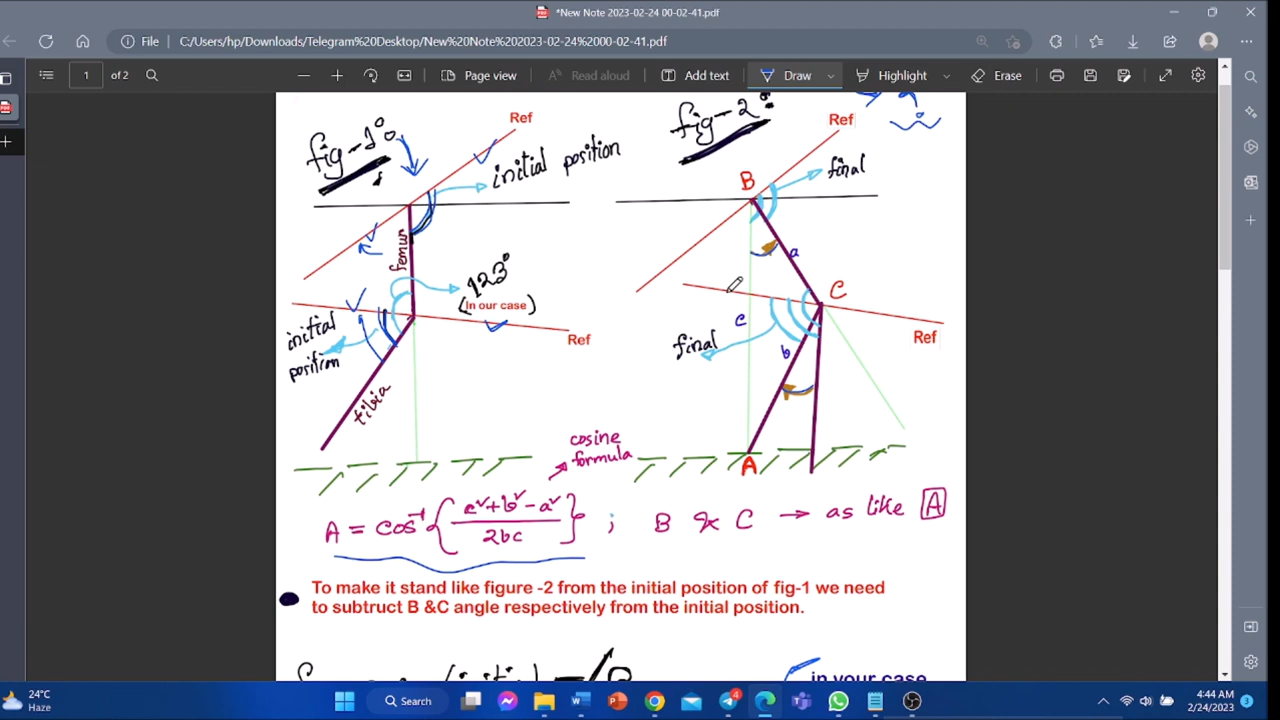 *New Note 2023-02-24 00-02-41.pdf
File
C:/Users/hp/Downloads/Telegram%20Desktop/New%20Note%202023-02-24%2000-02-41.pdf
1 of 2
Page view
Read aloud
Add text
Draw
Highlight
Erase
fig-1:
Ref
initial position
femur
123°
(In our case)
initial
position
Ref
tibia
fig-2:
Ref
B
final
a
C
c
final
b
Ref
A
cosine
formula
A = cos⁻¹ { c²+b²-a² / 2bc } ; B & C → as like A
To make it stand like figure -2 from the initial position of fig-1 we need
to subtruct B &C angle respectively from the initial position.
in your case
24°C
Haze
Search
4
4:44 AM
2/24/2023
3